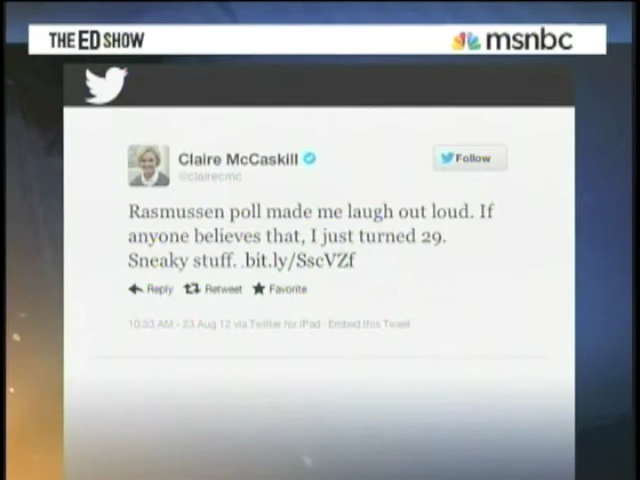 THE ED SHOW
msnbc
Claire McCaskill
@clairecmc
Follow
Rasmussen poll made me laugh out loud. If
anyone believes that, I just turned 29.
Sneaky stuff. .bit.ly/SscVZf
Reply Retweet Favorite
10:33 AM - 23 Aug 12 via Twitter for iPad · Embed this Tweet